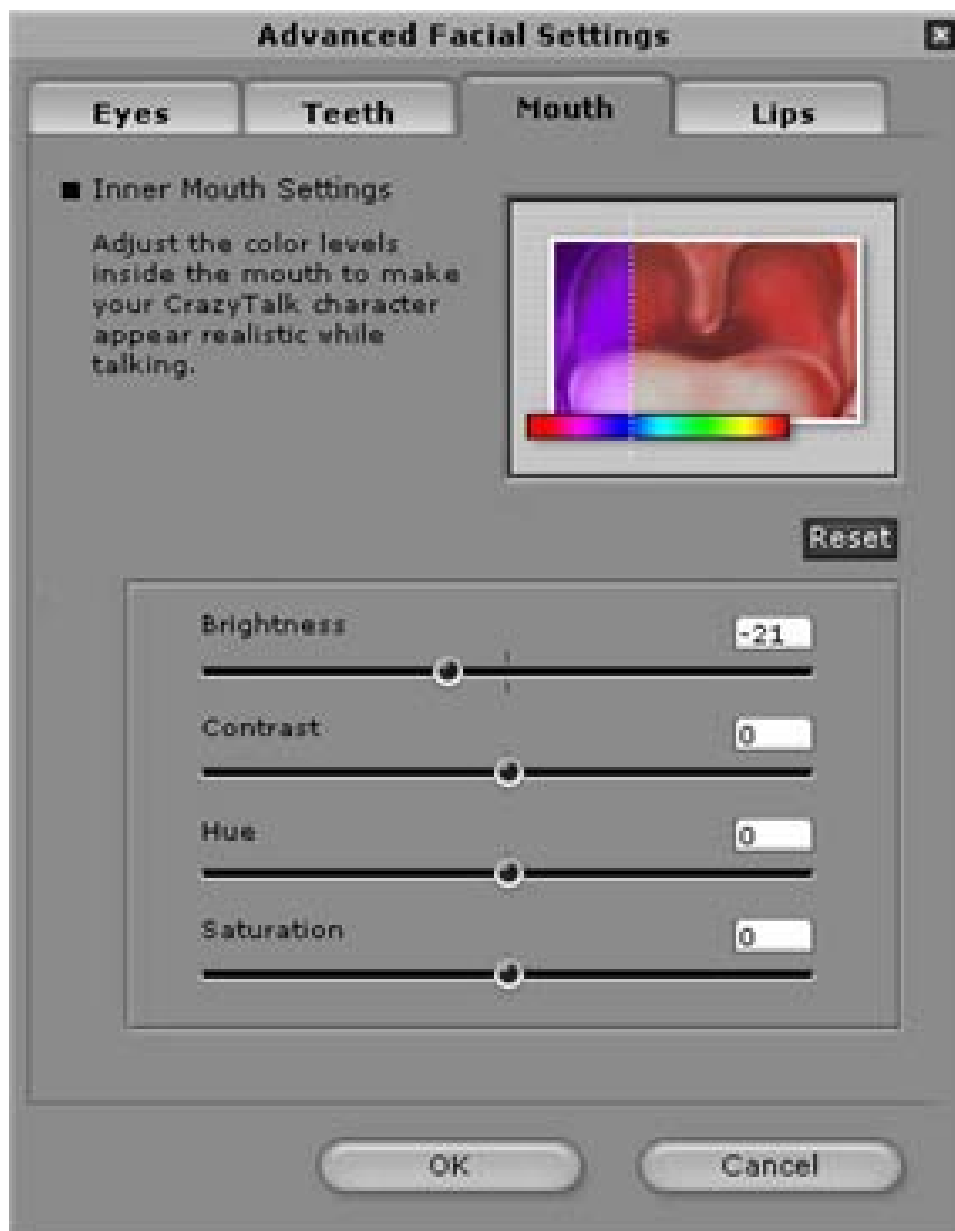 Advanced Facial Settings
Eyes
Teeth
Mouth
Lips
Inner Mouth Settings
Adjust the color levels
inside the mouth to make
your CrazyTalk character
appear realistic while
talking.
Reset
Brightness
-21
Contrast
0
Hue
0
Saturation
0
OK
Cancel